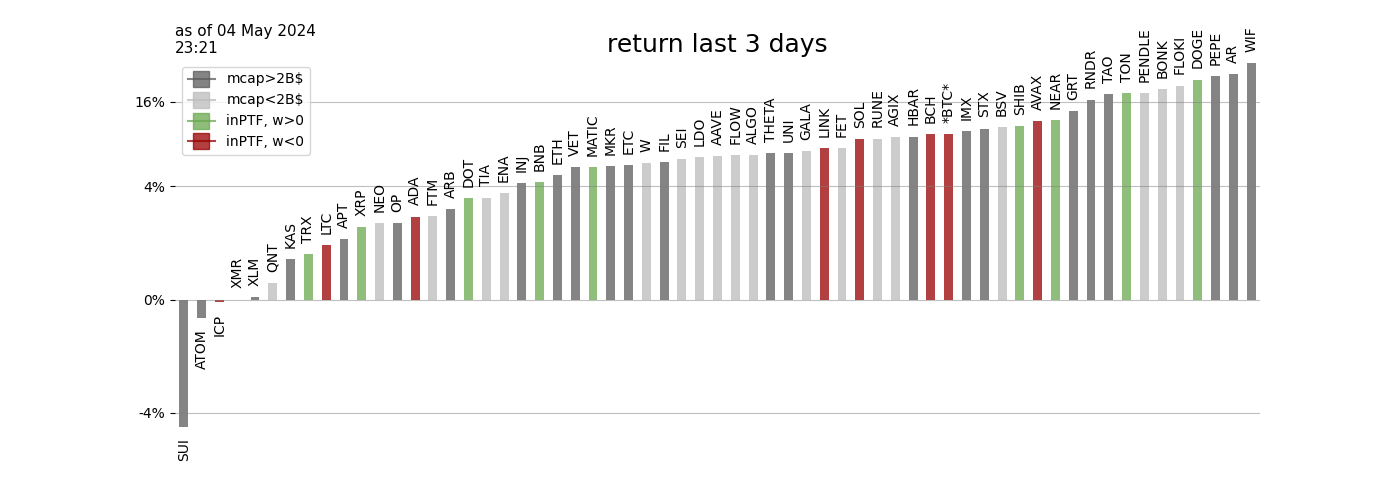 as of 04 May 2024
23:21
return last 3 days
mcap>2B$
mcap<2B$
inPTF, w>0
inPTF, w<0
16%
4%
0%
-4%
SUI
ATOM
ICP
XMR
XLM
QNT
KAS
TRX
LTC
APT
XRP
NEO
OP
ADA
FTM
ARB
DOT
TIA
ENA
INJ
BNB
ETH
VET
MATIC
MKR
ETC
W
FIL
SEI
LDO
AAVE
FLOW
ALGO
THETA
UNI
GALA
LINK
FET
SOL
RUNE
AGIX
HBAR
BCH
*BTC*
IMX
STX
BSV
SHIB
AVAX
NEAR
GRT
RNDR
TAO
TON
PENDLE
BONK
FLOKI
DOGE
PEPE
AR
WIF